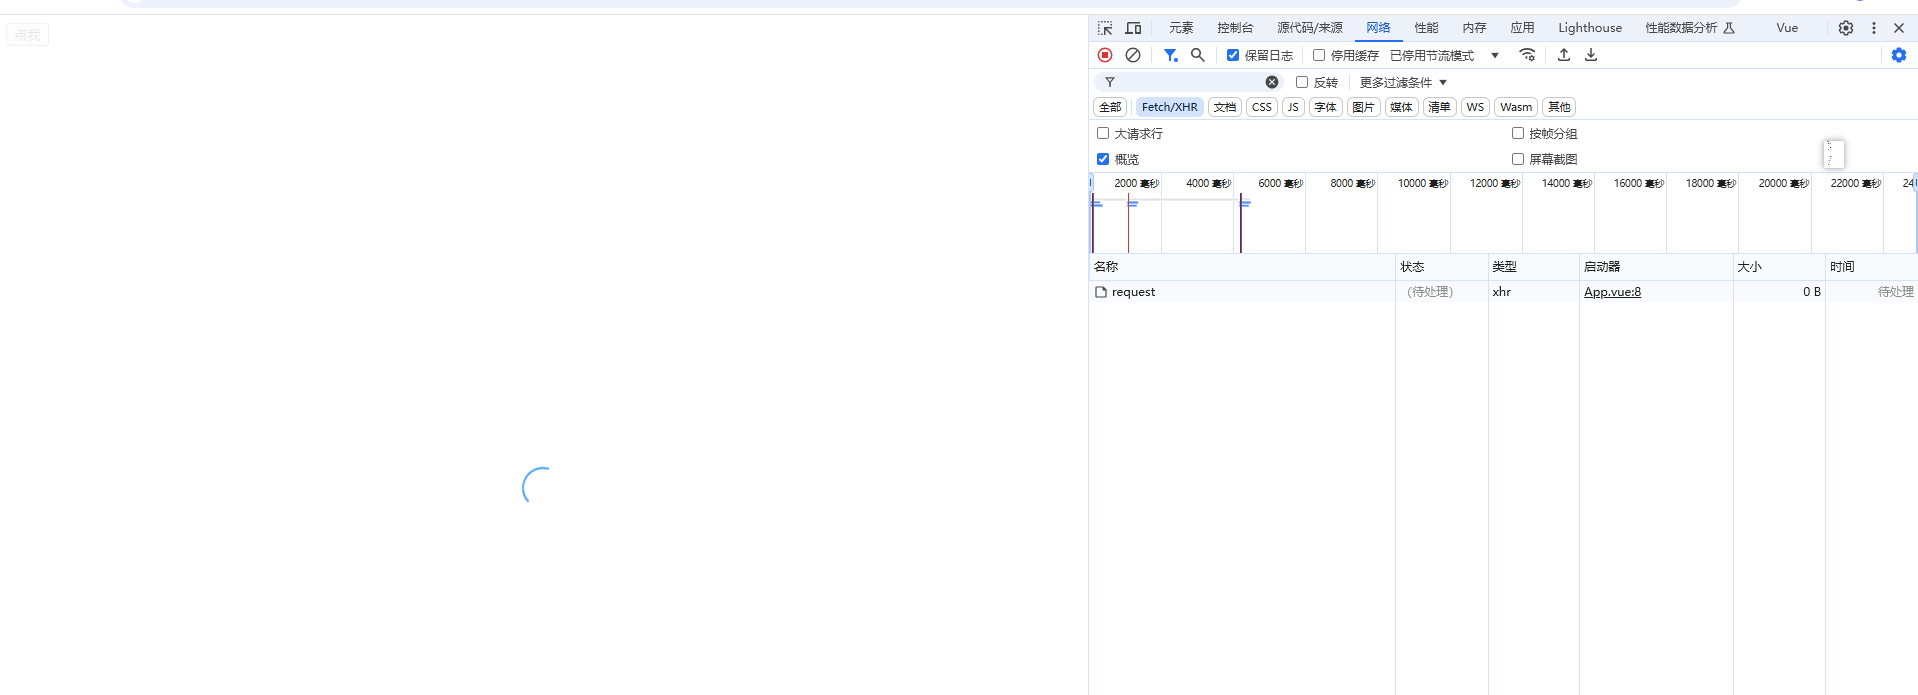 点我
元素 控制台 源代码/来源 网络 性能 内存 应用 Lighthouse 性能数据分析 Vue
保留日志 停用缓存 已停用节流模式
反转 更多过滤条件
全部 Fetch/XHR 文档 CSS JS 字体 图片 媒体 清单 WS Wasm 其他
大请求行 按帧分组
概览 屏幕截图
2000 毫秒 4000 毫秒 6000 毫秒 8000 毫秒 10000 毫秒 12000 毫秒 14000 毫秒 16000 毫秒 18000 毫秒 20000 毫秒 22000 毫秒 24
名称 状态 类型 启动器 大小 时间
request (待处理) xhr App.vue:8 0 B 待处理